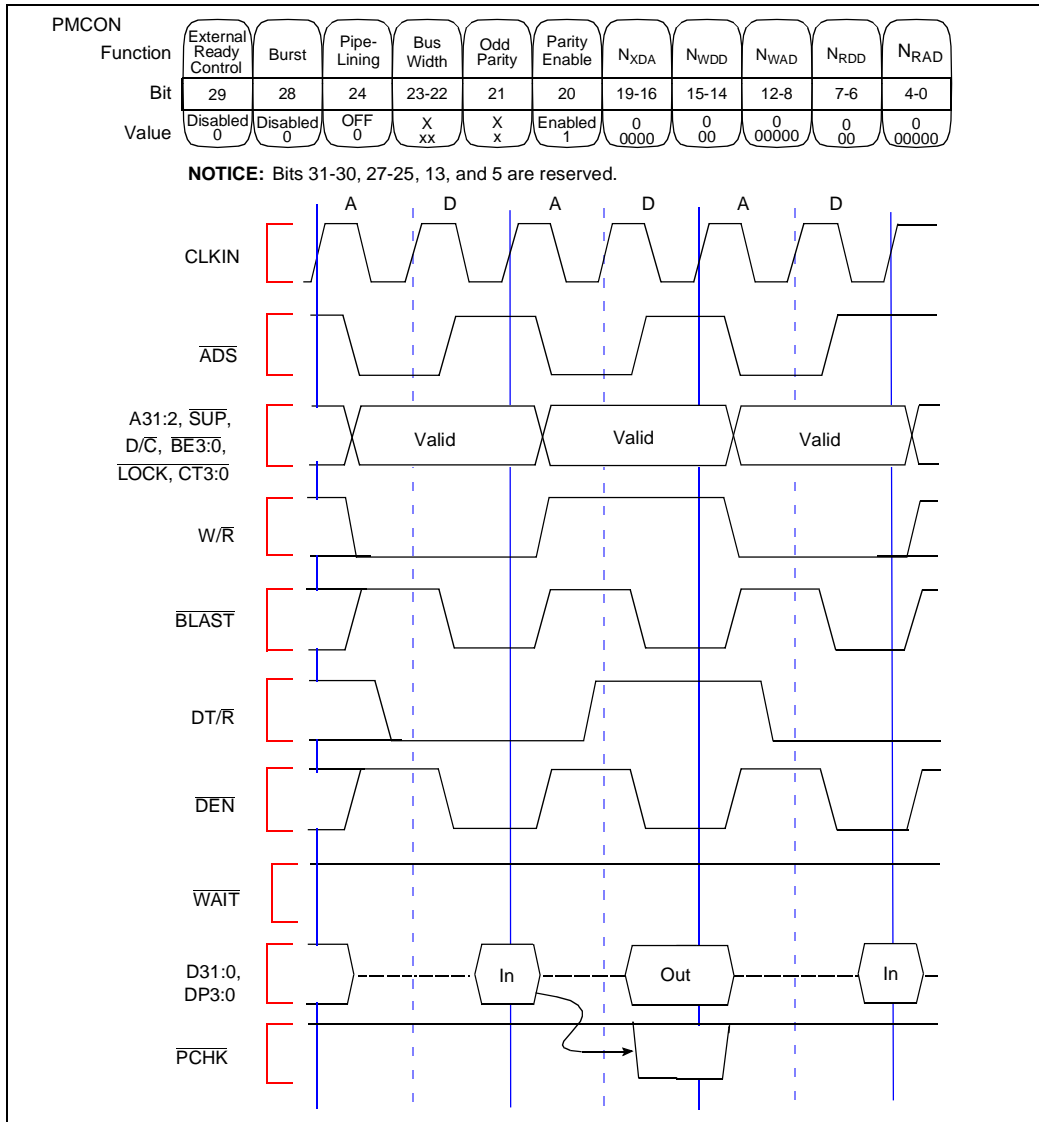 PMCON
Function
External Ready Control
Burst
Pipe-Lining
Bus Width
Odd Parity
Parity Enable
NXDA
NWDD
NWAD
NRDD
NRAD
Bit
29
28
24
23-22
21
20
19-16
15-14
12-8
7-6
4-0
Value
Disabled 0
Disabled 0
OFF 0
X xx
X x
Enabled 1
0 0000
0 00
0 00000
0 00
0 00000
NOTICE: Bits 31-30, 27-25, 13, and 5 are reserved.
A D A D A D
CLKIN
ADS
A31:2, SUP,
D/C, BE3:0,
LOCK, CT3:0
Valid Valid Valid
W/R
BLAST
DT/R
DEN
WAIT
D31:0,
DP3:0
In Out In
PCHK